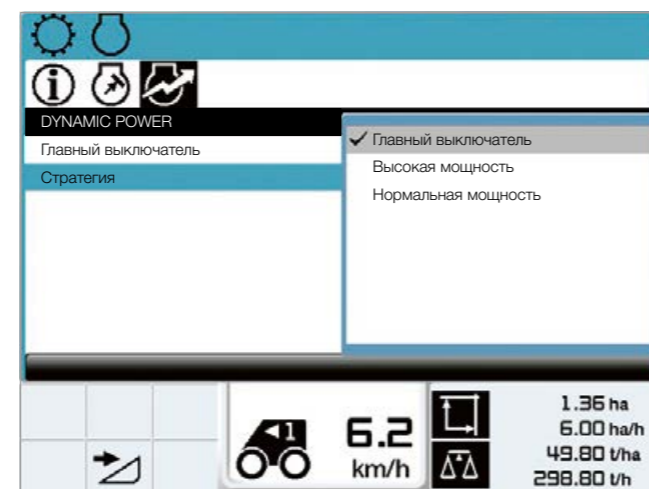 DYNAMIC POWER
Главный выключатель
Стратегия
Главный выключатель
Высокая мощность
Нормальная мощность
1
6.2
km/h
1.36 ha
6.00 ha/h
49.80 t/ha
298.80 t/h